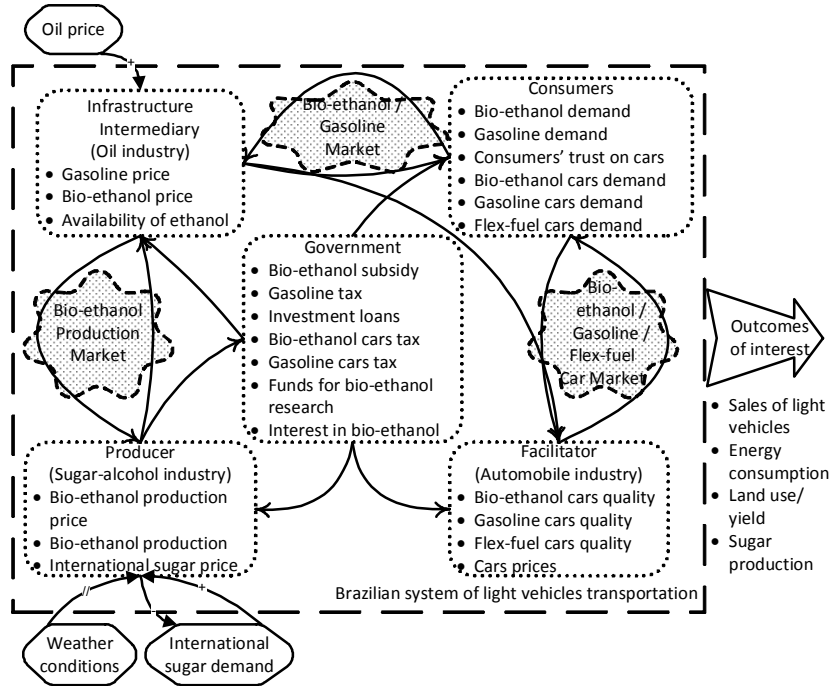 Oil price
+
Infrastructure
Intermediary
(Oil industry)
• Gasoline price
• Bio-ethanol price
• Availability of ethanol
Bio-ethanol /
Gasoline
Market
Consumers
• Bio-ethanol demand
• Gasoline demand
• Consumers' trust on cars
• Bio-ethanol cars demand
• Gasoline cars demand
• Flex-fuel cars demand
Bio-ethanol
Production
Market
Government
• Bio-ethanol subsidy
• Gasoline tax
• Investment loans
• Bio-ethanol cars tax
• Gasoline cars tax
• Funds for bio-ethanol
research
• Interest in bio-ethanol
Bio-
ethanol /
Gasoline /
Flex-fuel
Car Market
Outcomes
of interest
• Sales of light
vehicles
• Energy
consumption
• Land use/
yield
• Sugar
production
Producer
(Sugar-alcohol industry)
• Bio-ethanol production
price
• Bio-ethanol production
• International sugar price
Facilitator
(Automobile industry)
• Bio-ethanol cars quality
• Gasoline cars quality
• Flex-fuel cars quality
• Cars prices
Brazilian system of light vehicles transportation
//
-
+
Weather
conditions
International
sugar demand